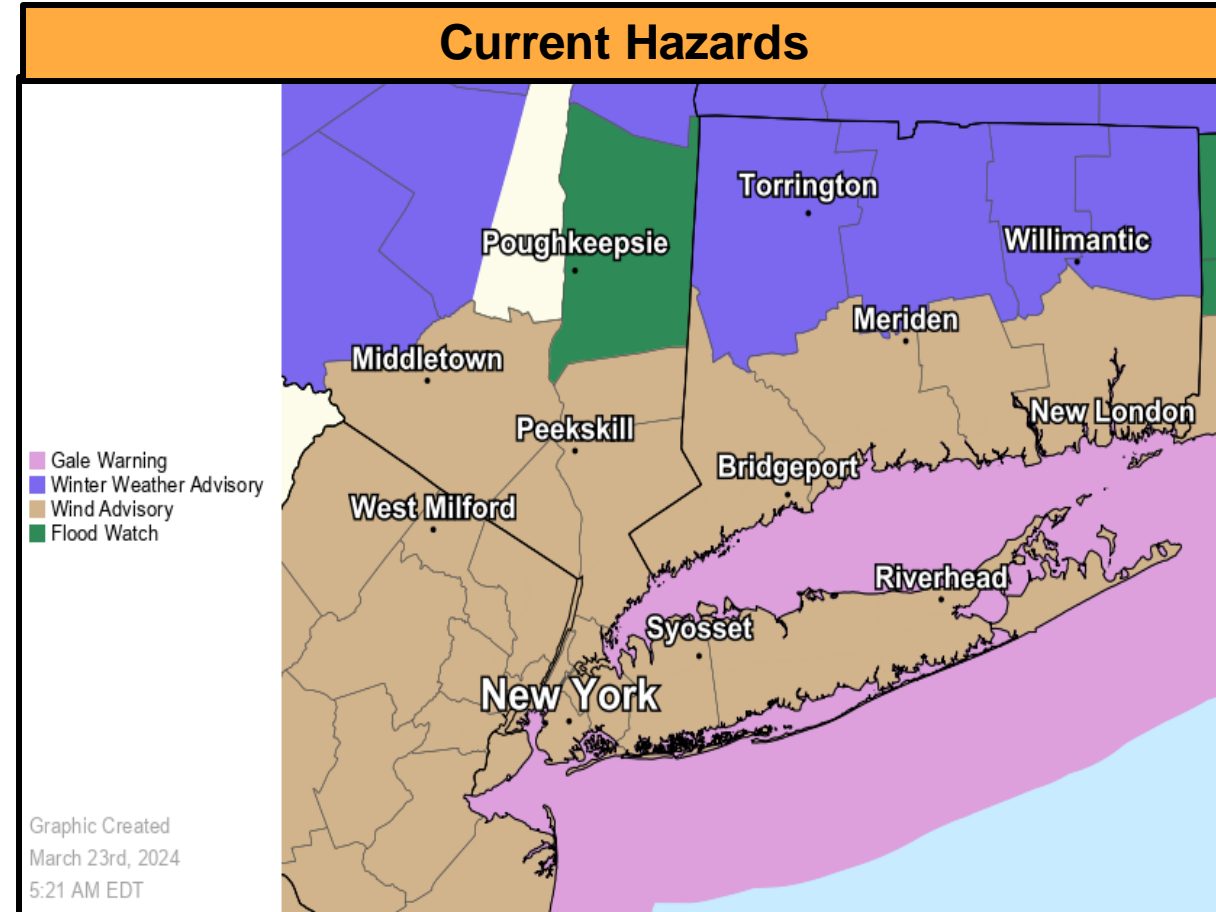 Current Hazards
Torrington
Poughkeepsie
Willimantic
Meriden
Middletown
New London
Peekskill
Bridgeport
Gale Warning
Winter Weather Advisory
Wind Advisory
Flood Watch
West Milford
Riverhead
Syosset
New York
Graphic Created
March 23rd, 2024
5:21 AM EDT